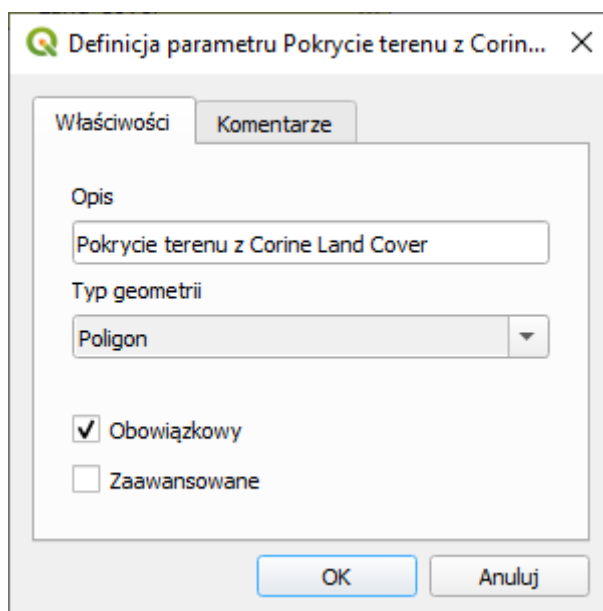 Definicja parametru Pokrycie terenu z Corin...
Właściwości
Komentarze
Opis
Pokrycie terenu z Corine Land Cover
Typ geometrii
Poligon
Obowiązkowy
Zaawansowane
OK
Anuluj